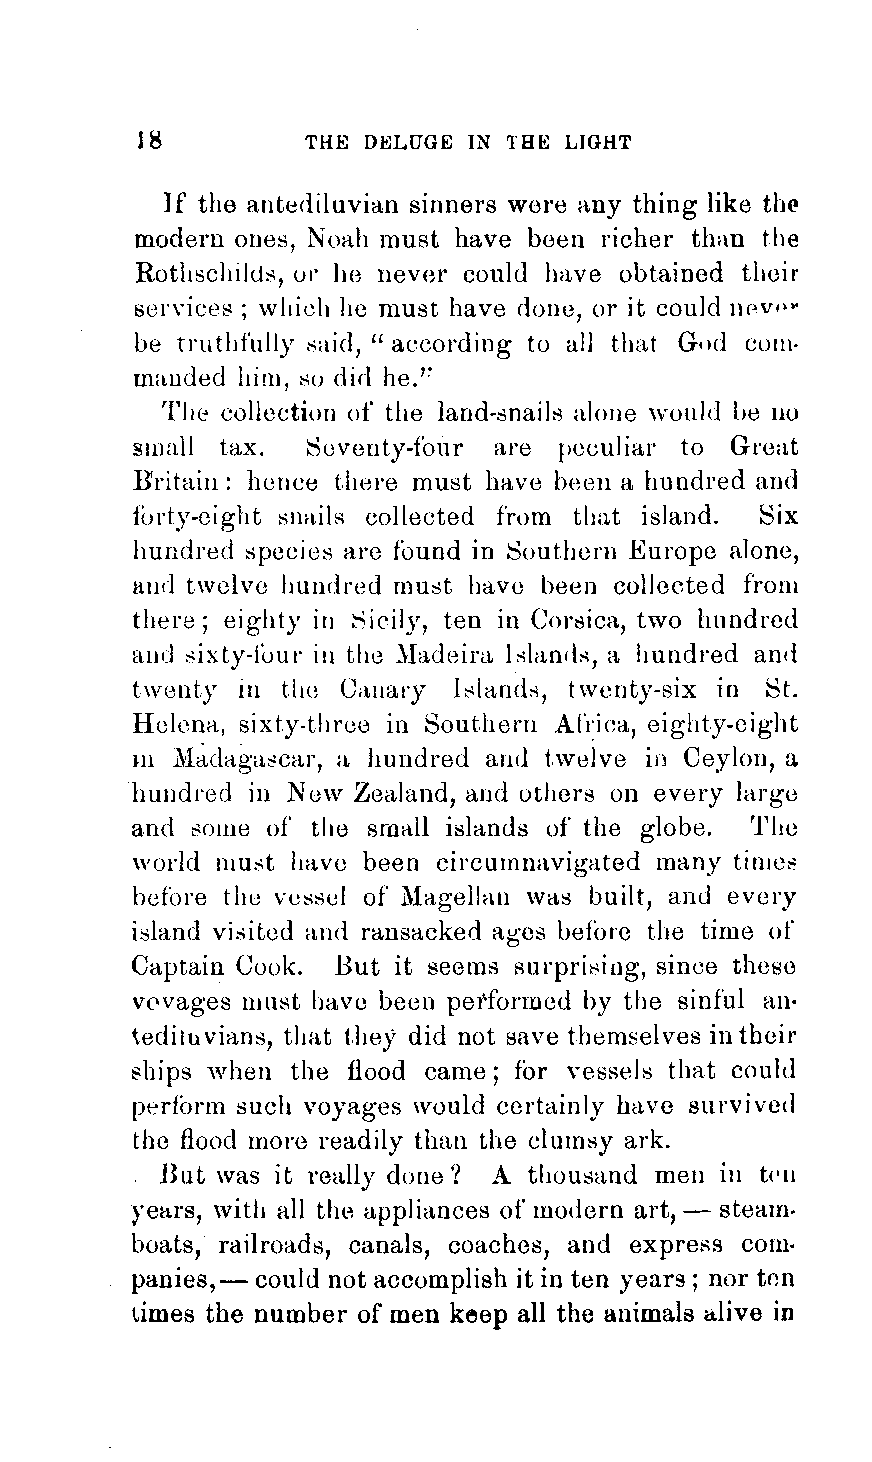 18 THE DELUGE IN THE LIGHT
If the antediluvian sinners were any thing like the
modern ones, Noah must have been richer than the
Rothschilds, or he never could have obtained their
services ; which he must have done, or it could never
be truthfully said, “ according to all that God com-
manded him, so did he.”
The collection of the land-snails alone would be no
small tax. Seventy-four are peculiar to Great
Britain : hence there must have been a hundred and
forty-eight snails collected from that island. Six
hundred species are found in Southern Europe alone,
and twelve hundred must have been collected from
there ; eighty in Sicily, ten in Corsica, two hundred
and sixty-four in the Madeira Islands, a hundred and
twenty in the Canary Islands, twenty-six in St.
Helena, sixty-three in Southern Africa, eighty-eight
in Madagascar, a hundred and twelve in Ceylon, a
hundred in New Zealand, and others on every large
and some of the small islands of the globe. The
world must have been circumnavigated many times
before the vessel of Magellan was built, and every
island visited and ransacked ages before the time of
Captain Cook. But it seems surprising, since these
voyages must have been performed by the sinful an-
tediluvians, that they did not save themselves in their
ships when the flood came ; for vessels that could
perform such voyages would certainly have survived
the flood more readily than the clumsy ark.
But was it really done ? A thousand men in ten
years, with all the appliances of modern art, — steam-
boats, railroads, canals, coaches, and express com-
panies, — could not accomplish it in ten years ; nor ten
times the number of men keep all the animals alive in